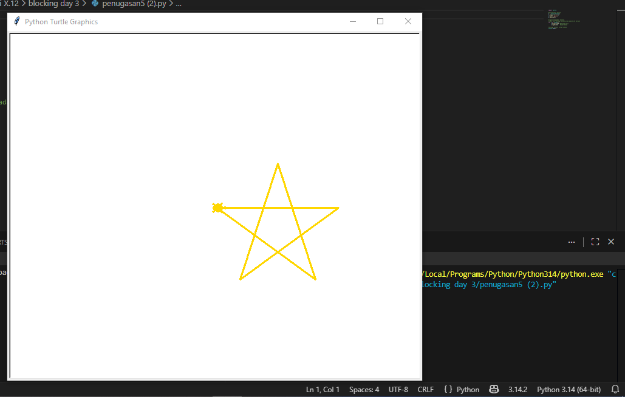 i X.12 > blocking day 3 > penugasan5 (2).py > ...
Python Turtle Graphics
/Local/Programs/Python/Python314/python.exe "c
locking day 3/penugasan5 (2).py"
Ln 1, Col 1 Spaces: 4 UTF-8 CRLF { } Python 3.14.2 Python 3.14 (64-bit)